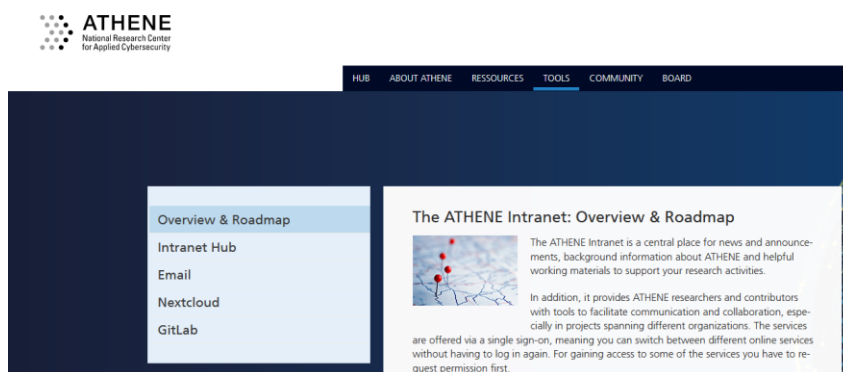 ATHENE
National Research Center
for Applied Cybersecurity
HUB ABOUT ATHENE RESSOURCES TOOLS COMMUNITY BOARD
Overview & Roadmap
Intranet Hub
Email
Nextcloud
GitLab
The ATHENE Intranet: Overview & Roadmap
The ATHENE Intranet is a central place for news and announce-
ments, background information about ATHENE and helpful
working materials to support your research activities.
In addition, it provides ATHENE researchers and contributors
with tools to facilitate communication and collaboration, espe-
cially in projects spanning different organizations. The services
are offered via a single sign-on, meaning you can switch between different online services
without having to log in again. For gaining access to some of the services you have to re-
quest permission first.